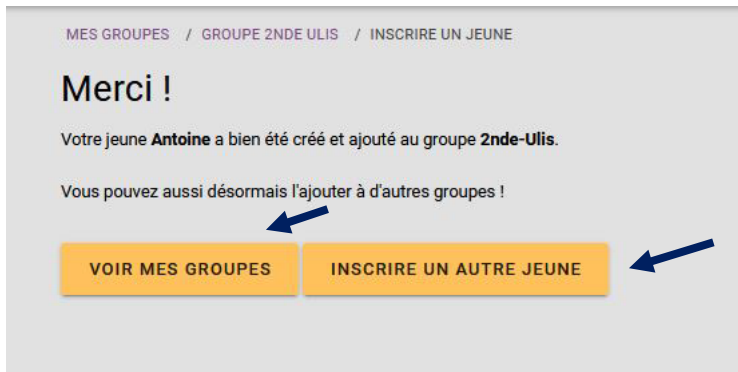 MES GROUPES / GROUPE 2NDE ULIS / INSCRIRE UN JEUNE
Merci !
Votre jeune Antoine a bien été créé et ajouté au groupe 2nde-Ulis.
Vous pouvez aussi désormais l'ajouter à d'autres groupes !
VOIR MES GROUPES INSCRIRE UN AUTRE JEUNE